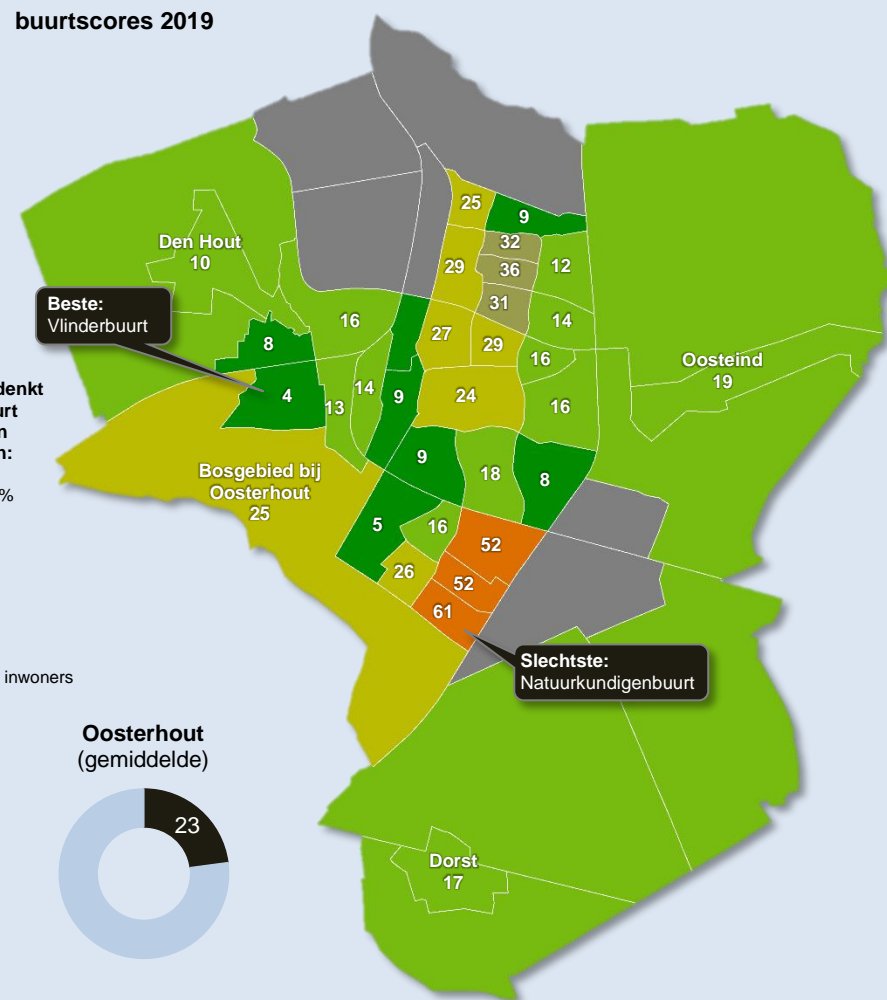 buurtscores 2019
25
9
32
Den Hout
10
29
36
12
31
Beste:
Vlinderbuurt
16
14
27
8
29
16
Oosteind
19
denkt
4
13
14
9
24
16
9
18
8
Bosgebied bij
Oosterhout
25
%
5
16
52
26
52
61
Slechtste:
Natuurkundigenbuurt
inwoners
Oosterhout
(gemiddelde)
23
Dorst
17